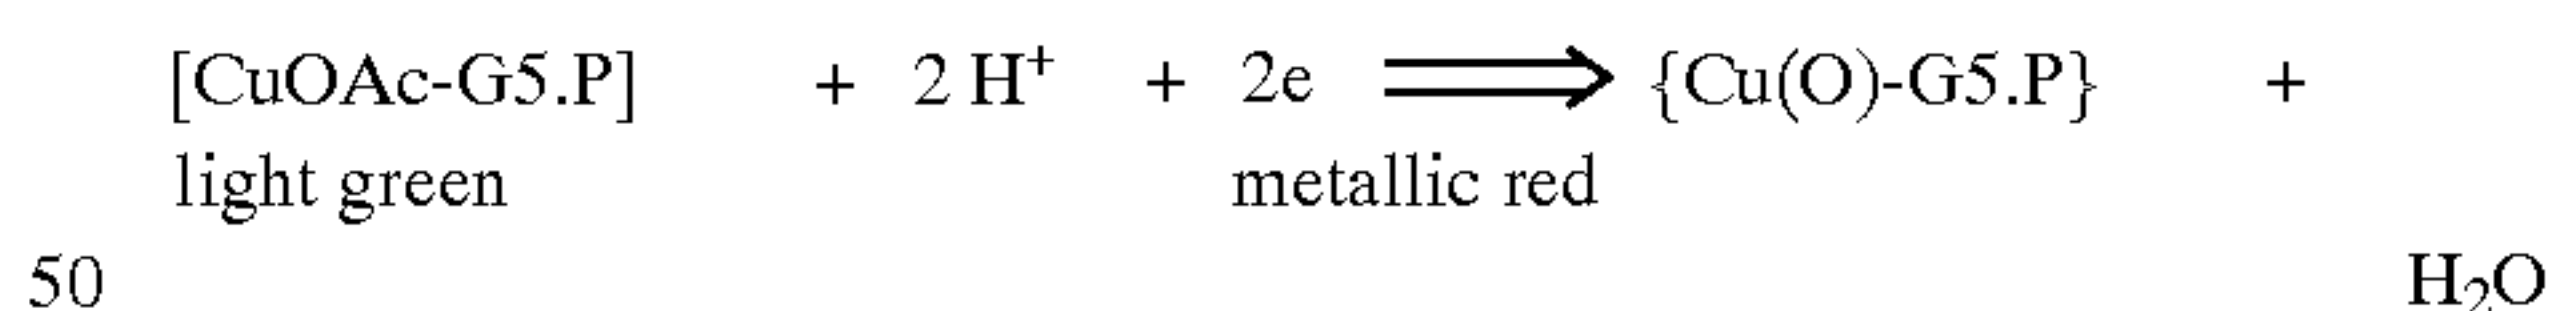 [CuOAc-G5.P] + 2 H⁺ + 2e ⟹ {Cu(O)-G5.P} +
light green metallic red
50 H₂O